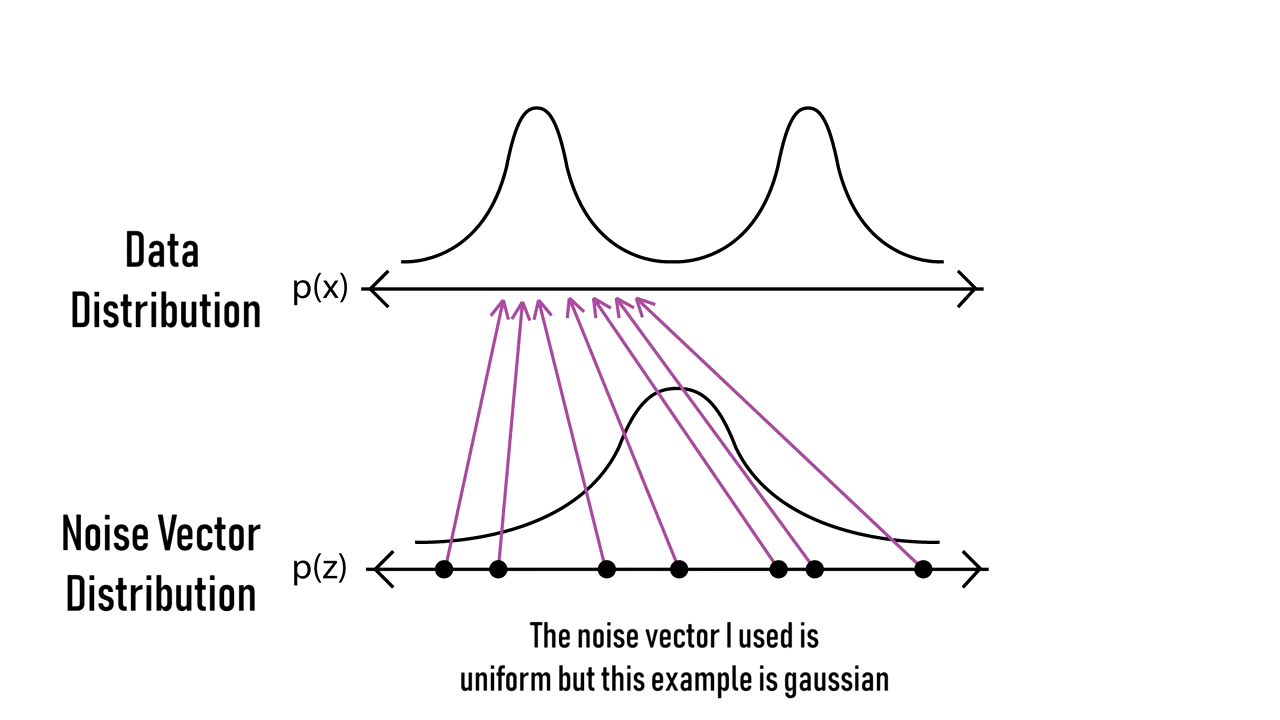 Data
Distribution
p(x)
Noise Vector
Distribution
p(z)
The noise vector I used is
uniform but this example is gaussian